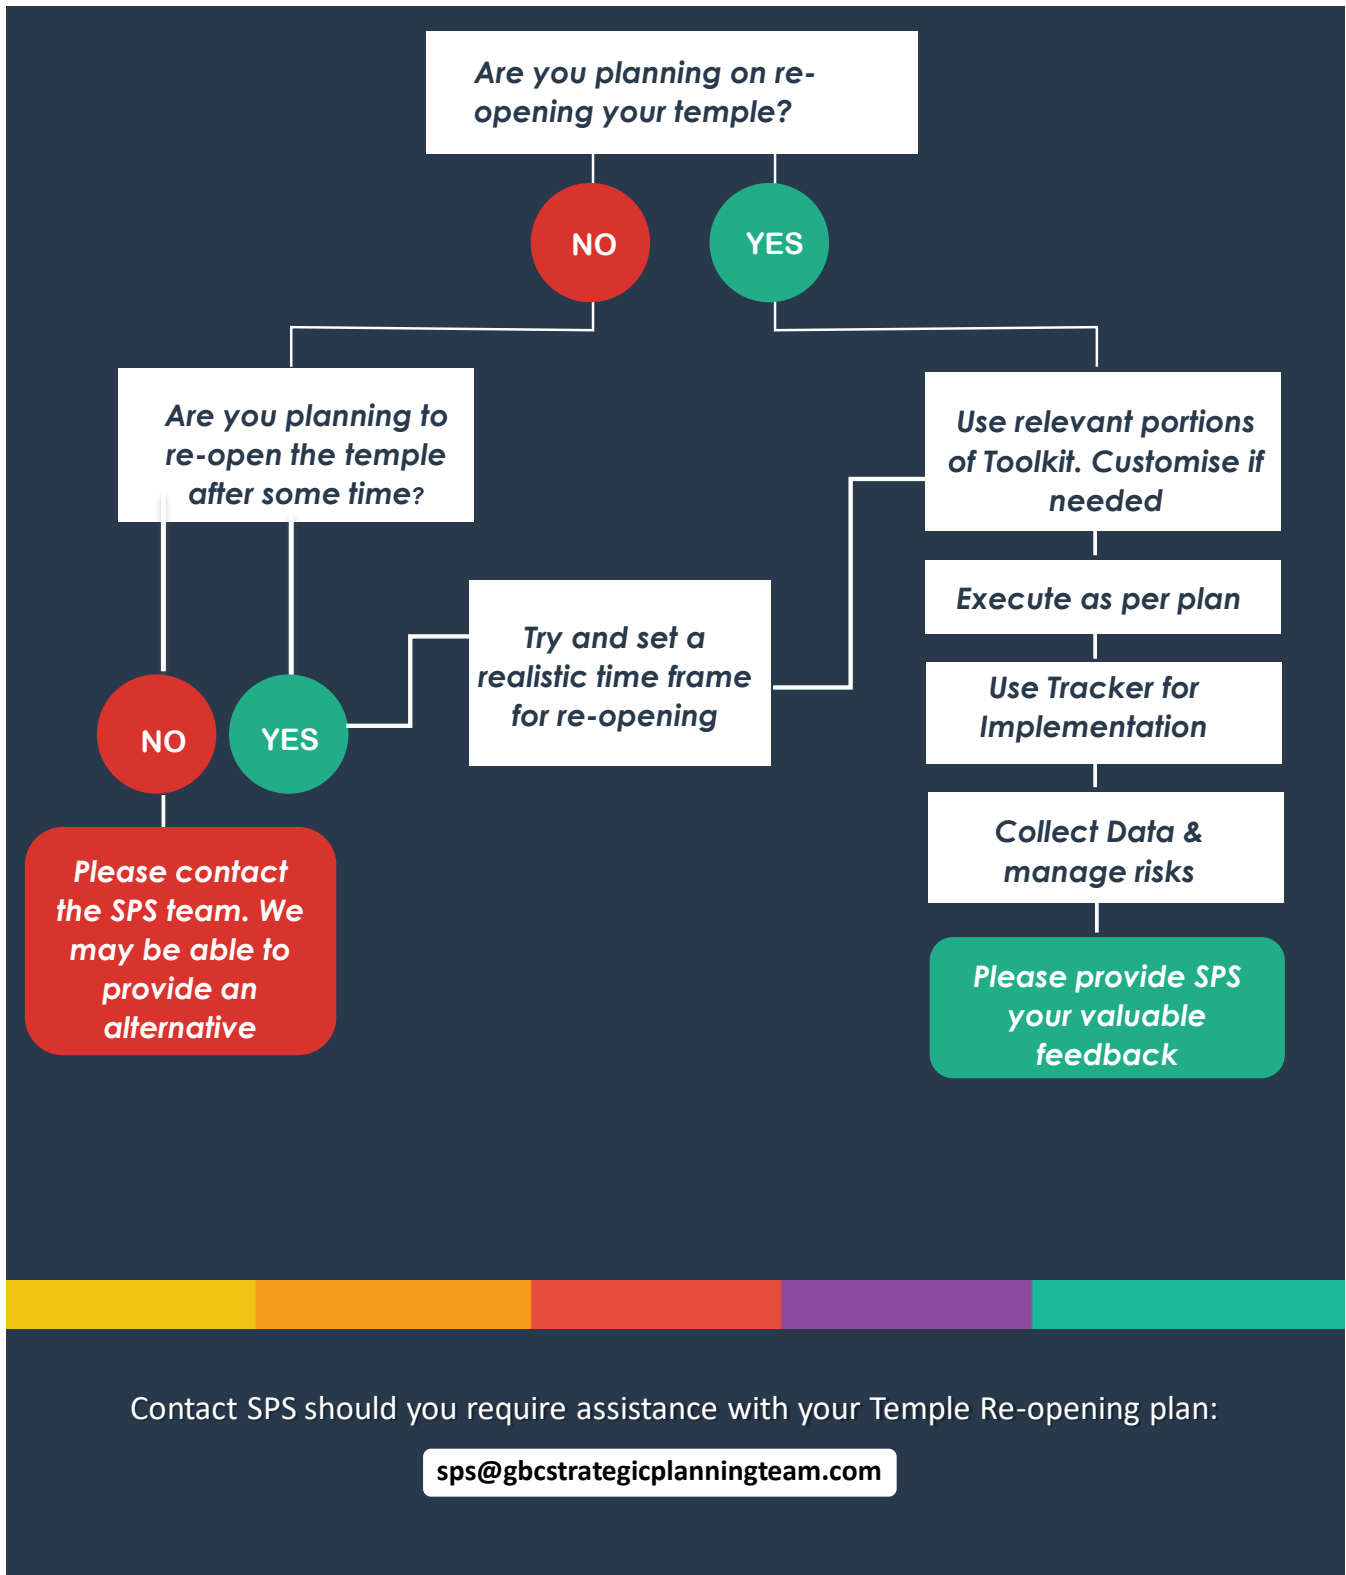 Are you planning on re-
opening your temple?
NO
YES
Are you planning to
re-open the temple
after some time?
Use relevant portions
of Toolkit. Customise if
needed
Execute as per plan
Try and set a
realistic time frame
for re-opening
Use Tracker for
Implementation
NO
YES
Collect Data &
manage risks
Please contact
the SPS team. We
may be able to
provide an
alternative
Please provide SPS
your valuable
feedback
Contact SPS should you require assistance with your Temple Re-opening plan:
sps@gbcstrategicplanningteam.com